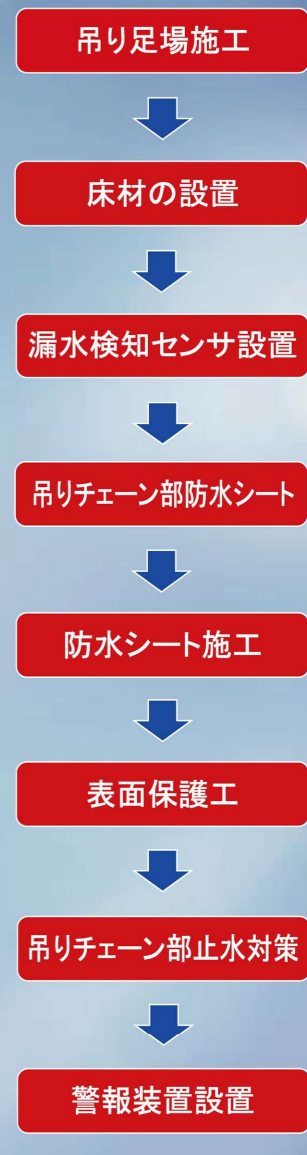 吊り足場施工
床材の設置
漏水検知センサ設置
吊りチェーン部防水シート
防水シート施工
表面保護工
吊りチェーン部止水対策
警報装置設置